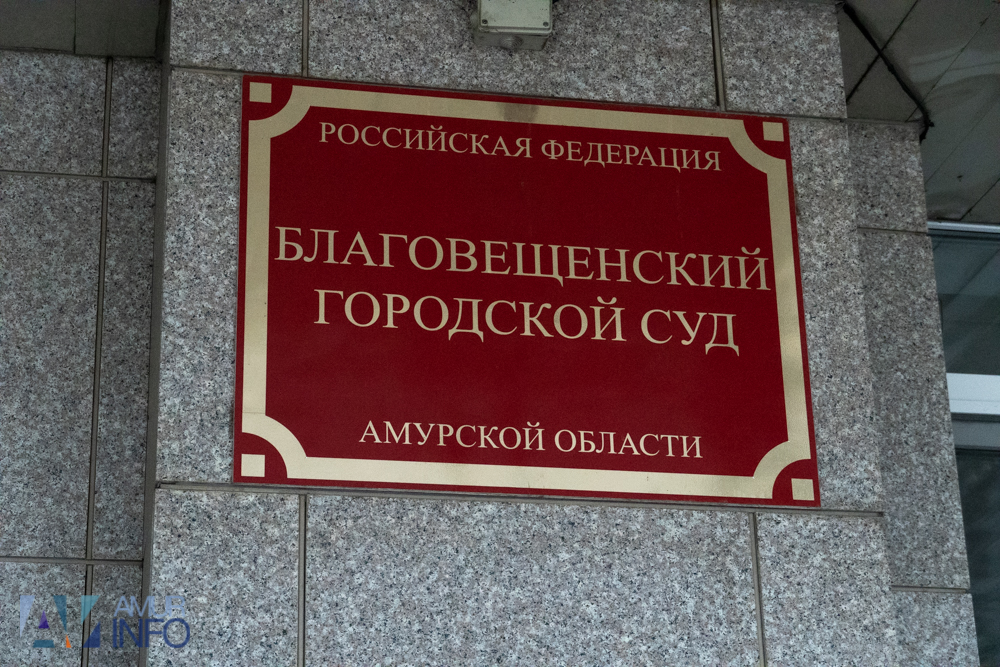 РОССИЙСКАЯ ФЕДЕРАЦИЯ
БЛАГОВЕЩЕНСКИЙ
ГОРОДСКОЙ СУД
АМУРСКОЙ ОБЛАСТИ
AMUR
INFO